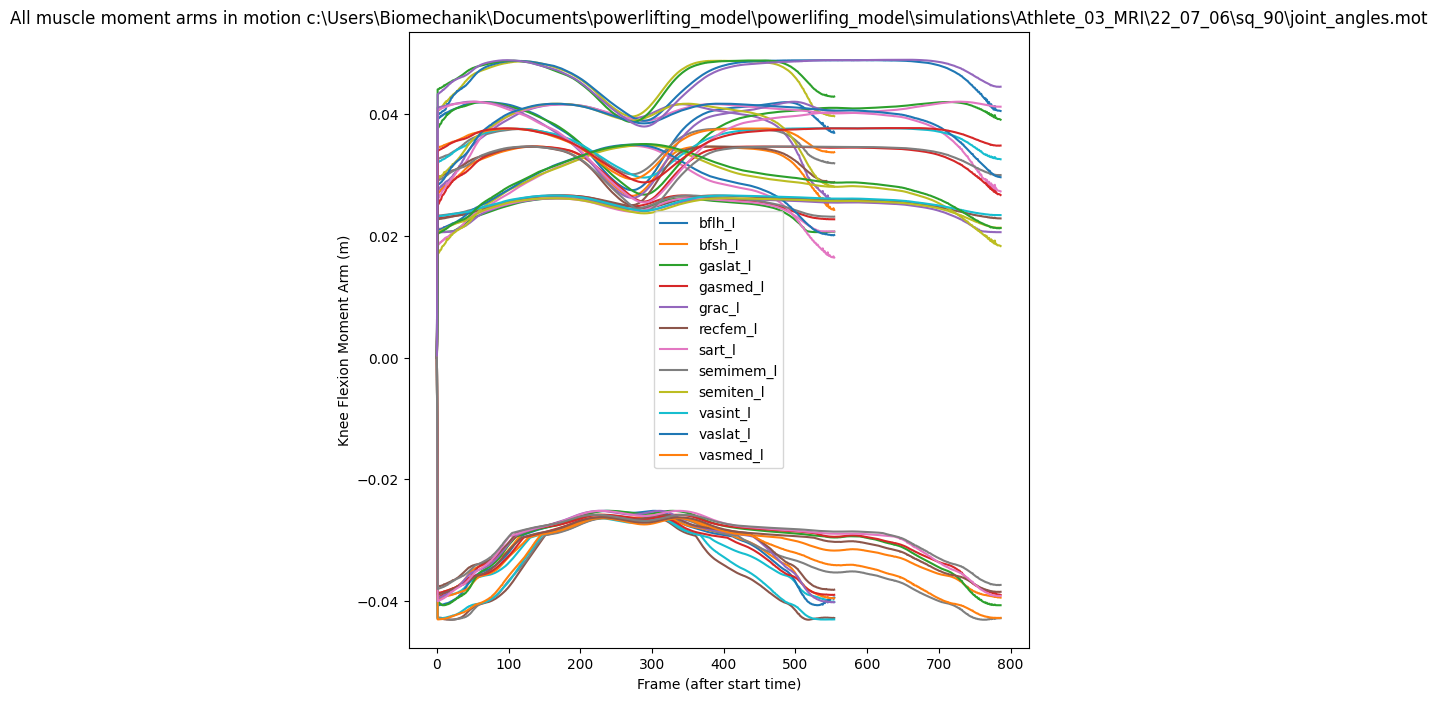 All muscle moment arms in motion c:\Users\Biomechanik\Documents\powerlifting_model\powerlifing_model\simulations\Athlete_03_MRI\22_07_06\sq_90\joint_angles.mot
Knee Flexion Moment Arm (m)
0.04
0.02
0.00
−0.02
−0.04
bflh_l
bfsh_l
gaslat_l
gasmed_l
grac_l
recfem_l
sart_l
semimem_l
semiten_l
vasint_l
vaslat_l
vasmed_l
0 100 200 300 400 500 600 700 800
Frame (after start time)